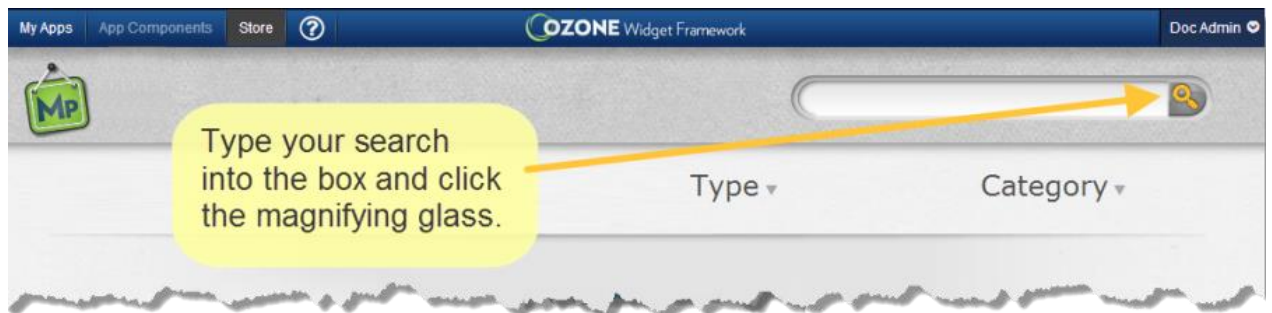 My Apps App Components Store ? OZONE Widget Framework Doc Admin
MP
Type your search
into the box and click
the magnifying glass.
Type Category